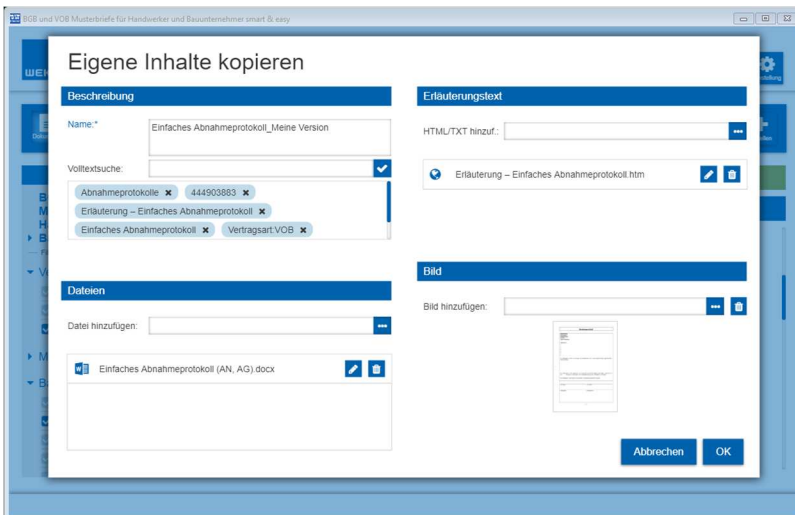 BGB und VOB Musterbriefe für Handwerker und Bauunternehmer smart & easy
Eigene Inhalte kopieren
Beschreibung
Name:*
Einfaches Abnahmeprotokoll_Meine Version
Volltextsuche:
Abnahmeprotokolle ✖ 444903883 ✖
Erläuterung – Einfaches Abnahmeprotokoll ✖
Einfaches Abnahmeprotokoll ✖ Vertragsart:VOB ✖
Dateien
Datei hinzufügen:
Einfaches Abnahmeprotokoll (AN, AG).docx
Erläuterungstext
HTML/TXT hinzuf.:
Erläuterung – Einfaches Abnahmeprotokoll.htm
Bild
Bild hinzufügen:
Abbrechen OK